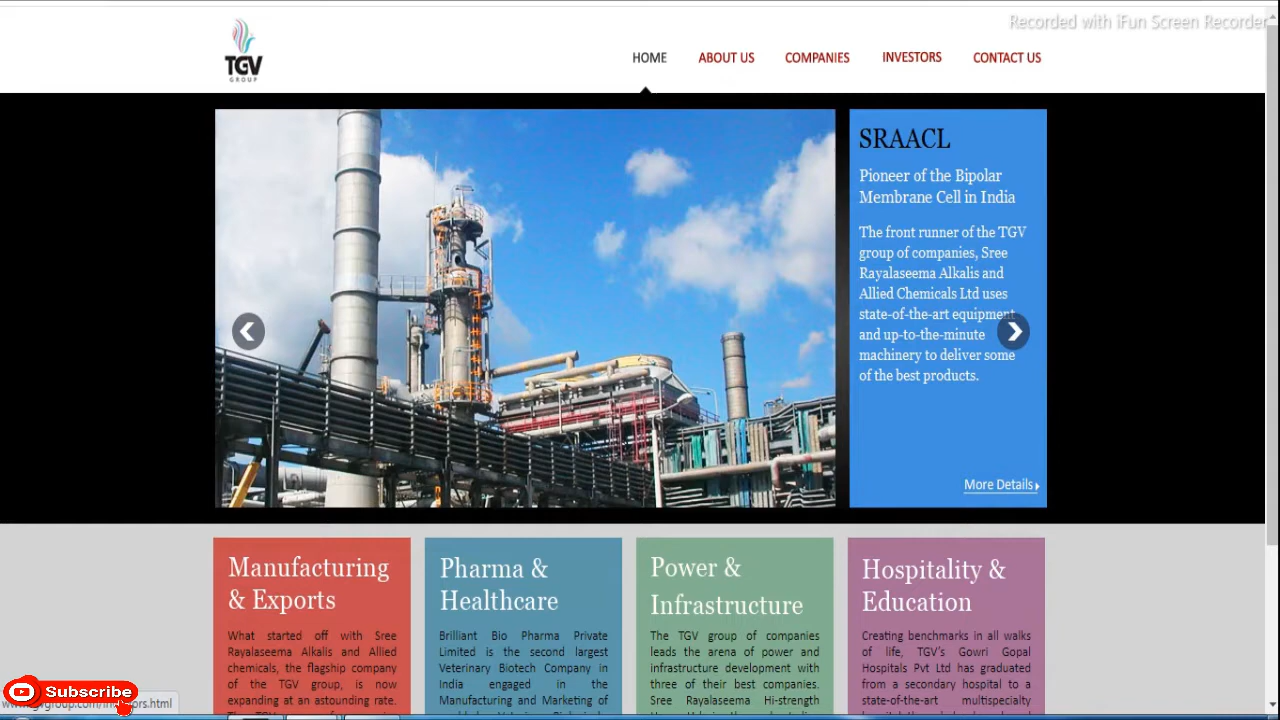 Recorded with iFun Screen Recorder
TGV
GROUP
HOME
ABOUT US
COMPANIES
INVESTORS
CONTACT US
SRAACL
Pioneer of the Bipolar
Membrane Cell in India
The front runner of the TGV
group of companies, Sree
Rayalaseema Alkalis and
Allied Chemicals Ltd uses
state-of-the-art equipment
and up-to-the-minute
machinery to deliver some
of the best products.
More Details
Manufacturing
& Exports
What started off with Sree
Rayalaseema Alkalis and Allied
chemicals, the flagship company
of the TGV group, is now
expanding at an astounding rate.
Pharma &
Healthcare
Brilliant Bio Pharma Private
Limited is the second largest
Veterinary Biotech Company in
India engaged in the
Manufacturing and Marketing of
Power &
Infrastructure
The TGV group of companies
leads the arena of power and
infrastructure development with
three of their best companies.
Sree Rayalaseema Hi-strength
Hospitality &
Education
Creating benchmarks in all walks
of life, TGV's Gowri Gopal
Hospitals Pvt Ltd has graduated
from a secondary hospital to a
state-of-the-art multispecialty
Subscribe